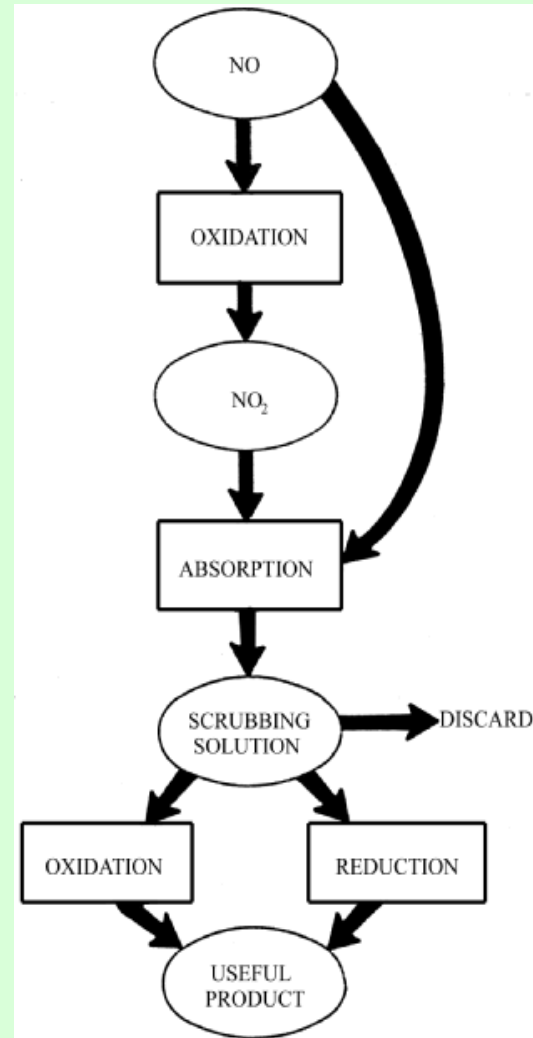 NO
OXIDATION
NO₂
ABSORPTION
SCRUBBING
SOLUTION
DISCARD
OXIDATION
REDUCTION
USEFUL
PRODUCT